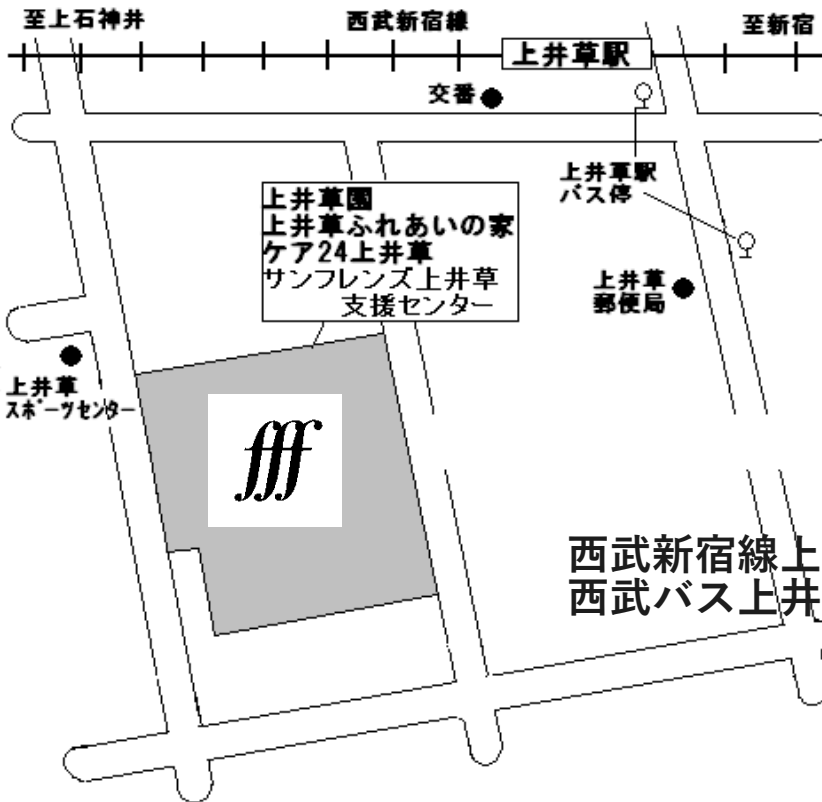 至上石神井
西武新宿線
至新宿
上井草駅
交番
上井草駅
バス停
上井草園
上井草ふれあいの家
ケア24上井草
サンフレンズ上井草
支援センター
上井草
郵便局
上井草
スポーツセンター
fff
西武新宿線上
西武バス上井